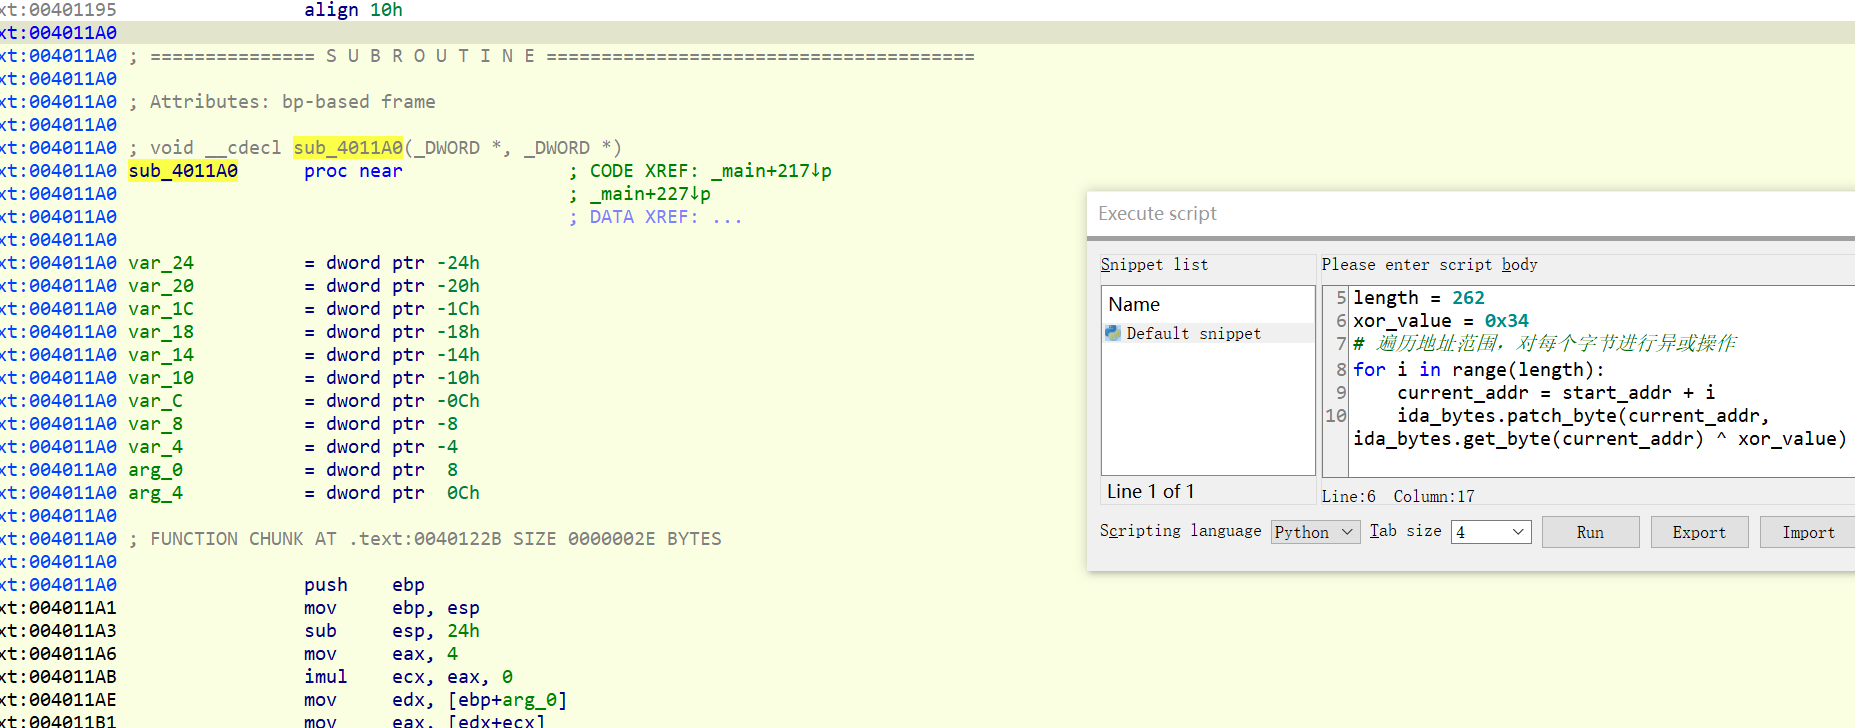 xt:00401195 align 10h
xt:004011A0
xt:004011A0 ; =============== S U B R O U T I N E =======================================
xt:004011A0
xt:004011A0 ; Attributes: bp-based frame
xt:004011A0
xt:004011A0 ; void __cdecl sub_4011A0(_DWORD *, _DWORD *)
xt:004011A0 sub_4011A0 proc near ; CODE XREF: _main+217↓p
xt:004011A0 ; _main+227↓p
xt:004011A0 ; DATA XREF: ...
xt:004011A0
xt:004011A0 var_24 = dword ptr -24h
xt:004011A0 var_20 = dword ptr -20h
xt:004011A0 var_1C = dword ptr -1Ch
xt:004011A0 var_18 = dword ptr -18h
xt:004011A0 var_14 = dword ptr -14h
xt:004011A0 var_10 = dword ptr -10h
xt:004011A0 var_C = dword ptr -0Ch
xt:004011A0 var_8 = dword ptr -8
xt:004011A0 var_4 = dword ptr -4
xt:004011A0 arg_0 = dword ptr 8
xt:004011A0 arg_4 = dword ptr 0Ch
xt:004011A0
xt:004011A0 ; FUNCTION CHUNK AT .text:0040122B SIZE 0000002E BYTES
xt:004011A0
xt:004011A0 push ebp
xt:004011A1 mov ebp, esp
xt:004011A3 sub esp, 24h
xt:004011A6 mov eax, 4
xt:004011AB imul ecx, eax, 0
xt:004011AE mov edx, [ebp+arg_0]
xt:004011B1 mov eax, [edx+ecx]
Execute script
Snippet list
Name
Default snippet
Line 1 of 1
Please enter script body
5 length = 262
6 xor_value = 0x34
7 # 遍历地址范围，对每个字节进行异或操作
8 for i in range(length):
9 current_addr = start_addr + i
10 ida_bytes.patch_byte(current_addr,
ida_bytes.get_byte(current_addr) ^ xor_value)
Line:6 Column:17
Scripting language Python Tab size 4 Run Export Import